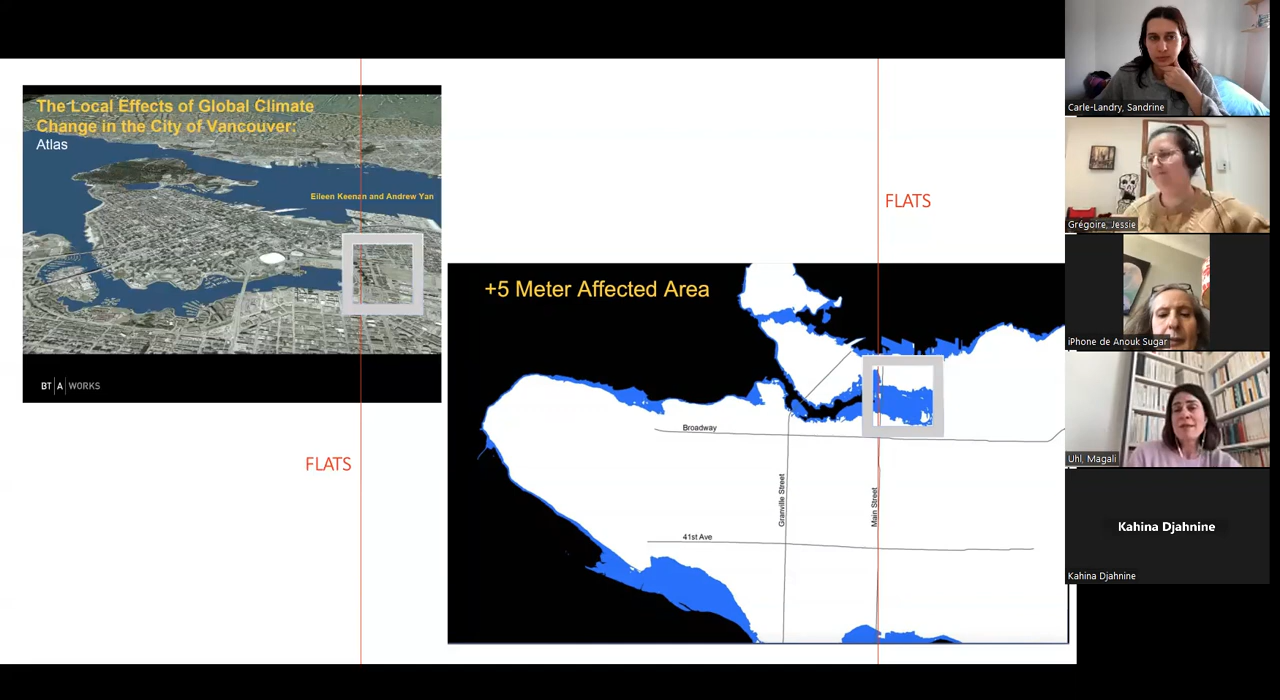 The Local Effects of Global Climate
Change in the City of Vancouver:
Atlas
Eileen Keenan and Andrew Yan
BT A WORKS
FLATS
FLATS
+5 Meter Affected Area
Broadway
Granville Street
Main Street
41st Ave
Carle-Landry, Sandrine
Grégoire, Jessie
iPhone de Anouk Sugar
Uhl, Magali
Kahina Djahnine
Kahina Djahnine